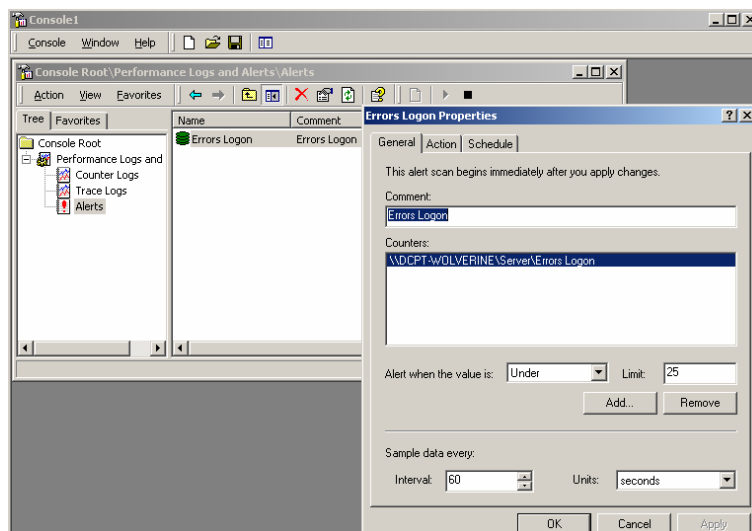 Console1
Console Window Help
Console Root\Performance Logs and Alerts\Alerts
Action View Favorites
Tree Favorites
Name Comment
Console Root
Performance Logs and
Counter Logs
Trace Logs
Alerts
Errors Logon Errors Logon
Errors Logon Properties
General Action Schedule
This alert scan begins immediately after you apply changes.
Comment:
Errors Logon
Counters:
\\DCPT-WOLVERINE\Server\Errors Logon
Alert when the value is: Under Limit: 25
Add... Remove
Sample data every:
Interval: 60 Units: seconds
OK Cancel Apply